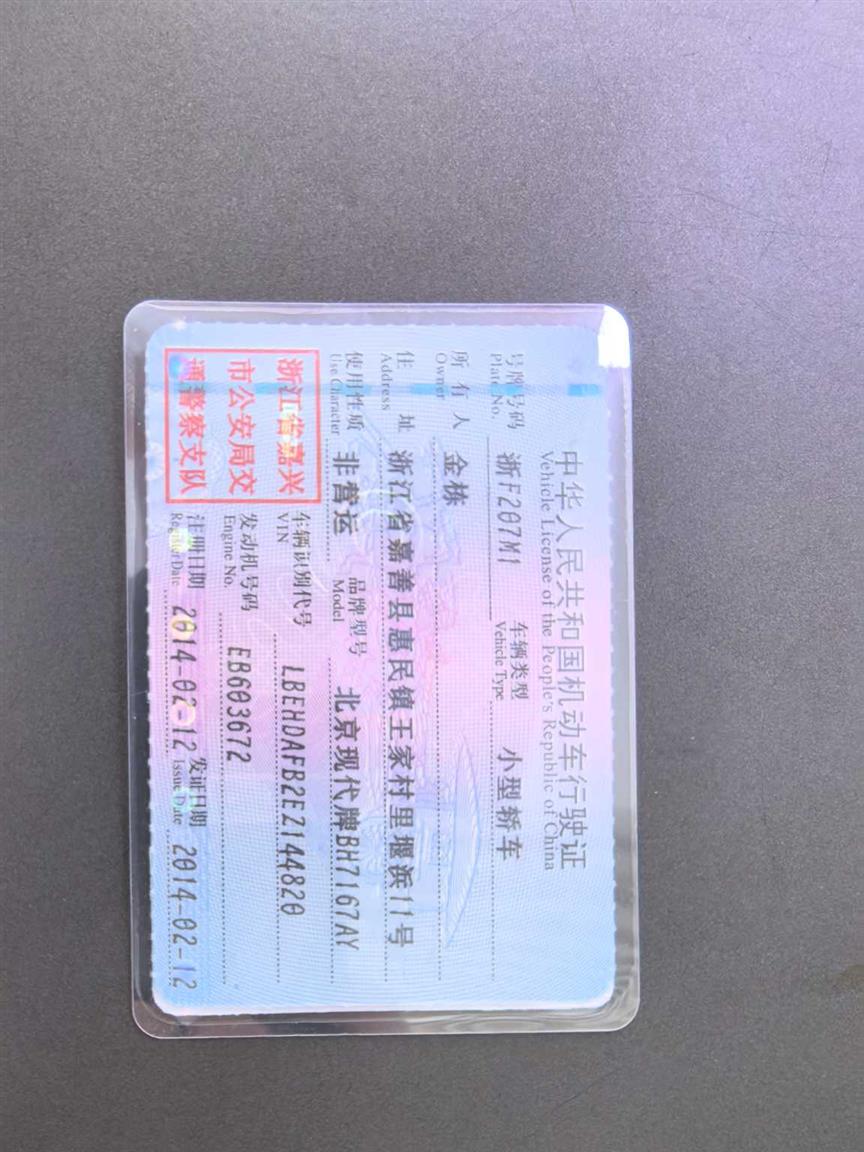 中华人民共和国机动车行驶证
Vehicle License of the People's Republic of China
号牌号码 浙F207M1 车辆类型 小型轿车
Plate No. Vehicle Type
所有人 金栋
Owner
住址 浙江省嘉善县惠民镇王家村里堰浜11号
Address
使用性质 非营运 品牌型号 北京现代牌BH7167AY
Use Character Model
浙江省嘉兴
市公安局交
通警察支队
车辆识别代号 LBEHDAFB2EZ144820
VIN
发动机号码 EB603672
Engine No.
注册日期 2014-02-12 发证日期 2014-02-12
Register Date Issue Date